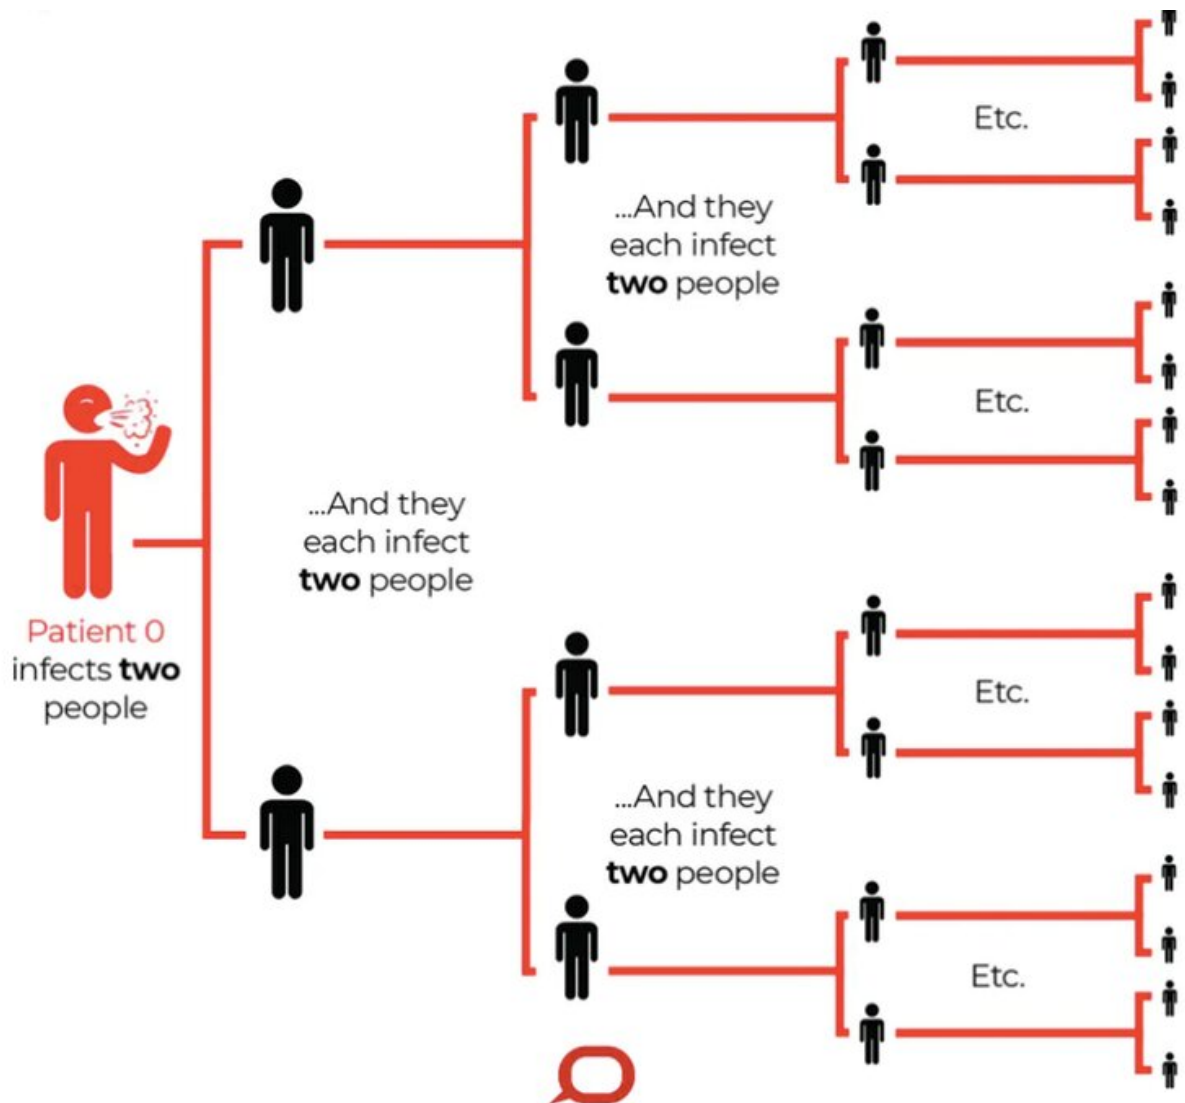 Patient 0
infects two
people
...And they
each infect
two people
...And they
each infect
two people
...And they
each infect
two people
Etc.
Etc.
Etc.
Etc.